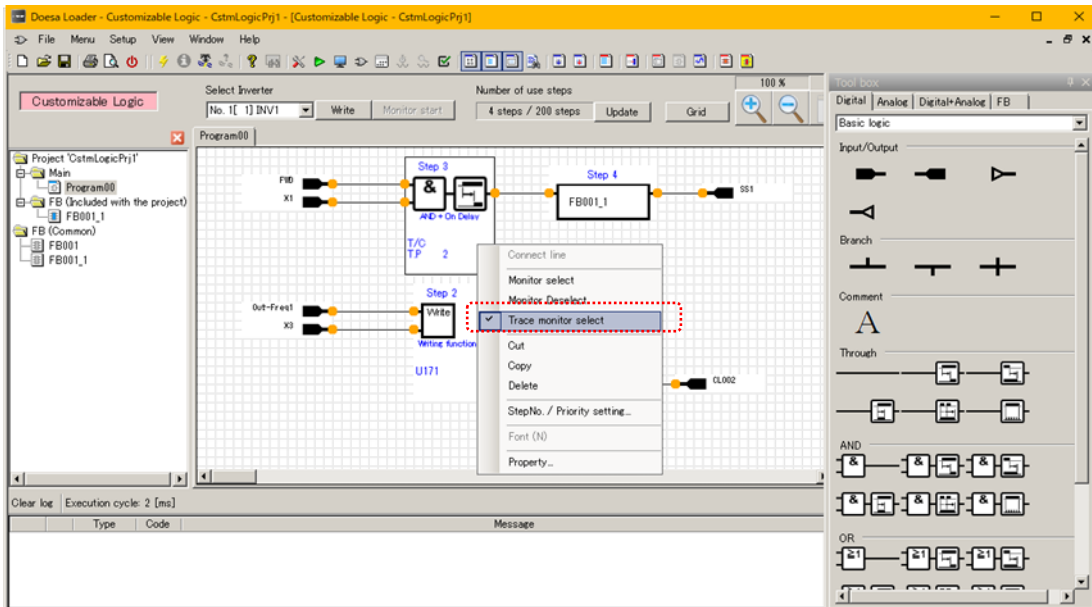 Doesa Loader - Customizable Logic - CstmLogicPrj1 - [Customizable Logic - CstmLogicPrj1]
File Menu Setup View Window Help
Customizable Logic
Select Inverter
No. 1[ 1] INV1
Write
Monitor start
Number of use steps
4 steps / 200 steps
Update
Grid
100 %
Program00
Project 'CstmLogicPrj1'
Main
Program00
FB (Included with the project)
FB001_1
FB (Common)
FB001
FB001_1
FWD
X1
Step 3
&
AND + On Delay
T/C
T.P 2
Step 4
FB001_1
SS1
Out-Freq1
X3
Step 2
Write
Writing function
U171
CL002
Connect line
Monitor select
Monitor Deselect
Trace monitor select
Cut
Copy
Delete
StepNo. / Priority setting...
Font (N)
Property...
Clear log
Execution cycle: 2 [ms]
Type Code Message
Tool box
Digital Analog Digital+Analog FB
Basic logic
Input/Output
Branch
Comment
A
Through
AND
& & &
& & &
OR
≥1 ≥1 ≥1